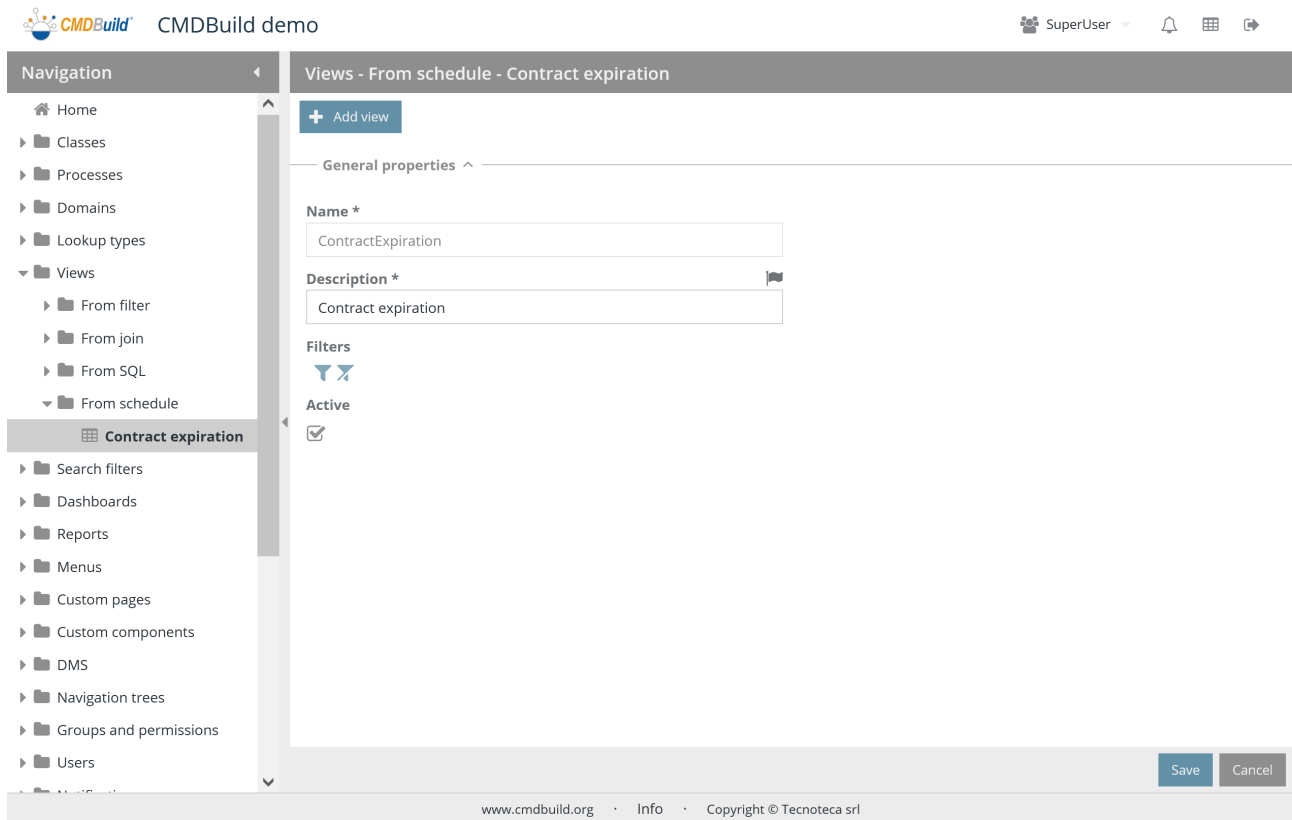 CMDBuild CMDBuild demo SuperUser
Navigation
Views - From schedule - Contract expiration
Home
Classes
Processes
Domains
Lookup types
Views
From filter
From join
From SQL
From schedule
Contract expiration
Search filters
Dashboards
Reports
Menus
Custom pages
Custom components
DMS
Navigation trees
Groups and permissions
Users
Add view
General properties
Name *
ContractExpiration
Description *
Contract expiration
Filters
Active
Save Cancel
www.cmdbuild.org · Info · Copyright © Tecnoteca srl